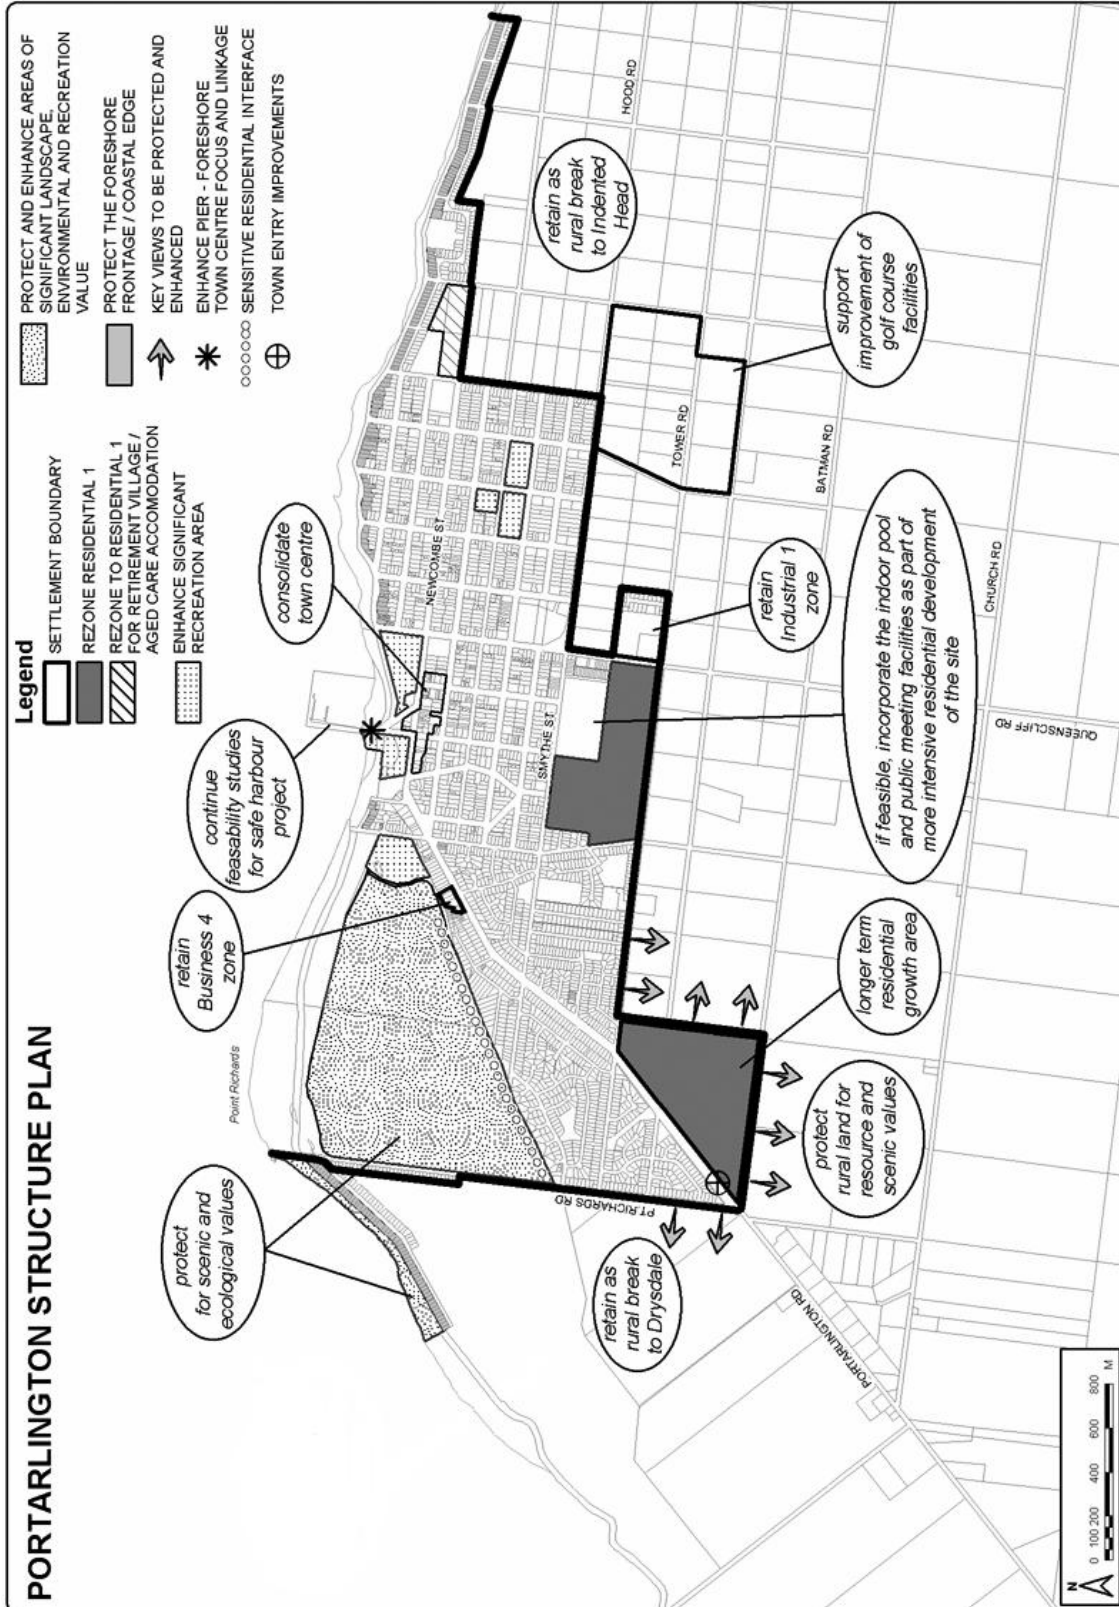 PORTARLINGTON STRUCTURE PLAN
Legend
SETTLEMENT BOUNDARY
REZONE RESIDENTIAL 1
REZONE TO RESIDENTIAL 1
FOR RETIREMENT VILLAGE /
AGED CARE ACCOMODATION
ENHANCE SIGNIFICANT
RECREATION AREA
PROTECT AND ENHANCE AREAS OF
SIGNIFICANT LANDSCAPE,
ENVIRONMENTAL AND RECREATION
VALUE
PROTECT THE FORESHORE
FRONTAGE / COASTAL EDGE
KEY VIEWS TO BE PROTECTED AND
ENHANCED
ENHANCE PIER - FORESHORE
TOWN CENTRE FOCUS AND LINKAGE
SENSITIVE RESIDENTIAL INTERFACE
TOWN ENTRY IMPROVEMENTS
protect
for scenic and
ecological values
Point Richards
retain
Business 4
zone
continue
feasability studies
for safe harbour
project
consolidate
town centre
NEWCOMBE ST
SMYTHE ST
PT.RICHARDS RD
HOOD RD
retain as
rural break
to Indented
Head
TOWER RD
support
improvement of
golf course
facilities
BATMAN RD
retain
Industrial 1
zone
CHURCH RD
QUEENSCLIFF RD
if feasible, incorporate the indoor pool
and public meeting facilities as part of
more intensive residential development
of the site
longer term
residential
growth area
protect
rural land for
resource and
scenic values
retain as
rural break
to Drysdale
PORTARLINGTON RD
N
0 100 200 400 600 800
M